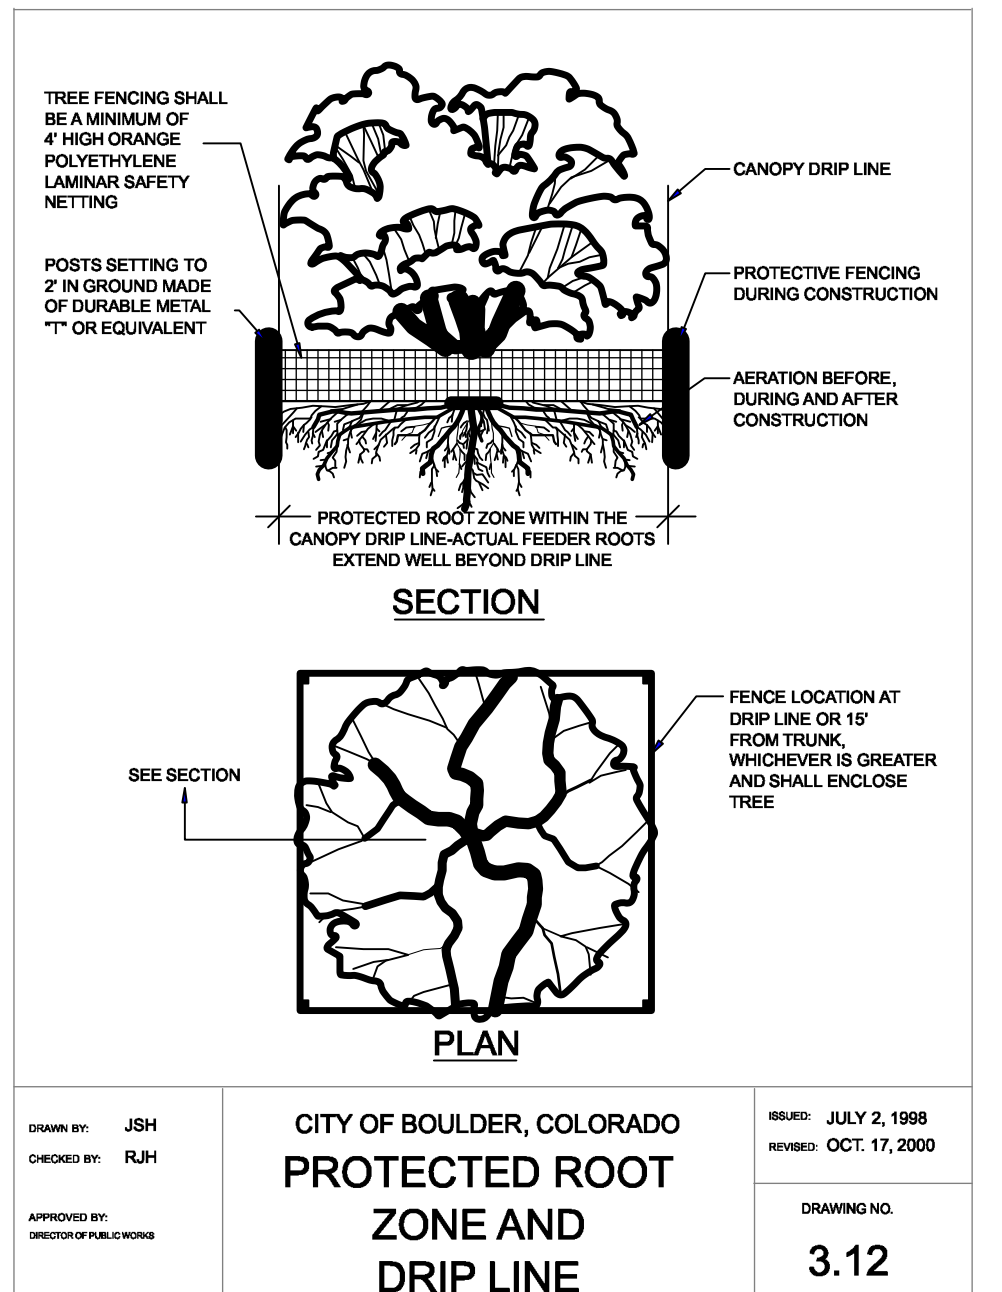 TREE FENCING SHALL
BE A MINIMUM OF
4' HIGH ORANGE
POLYETHYLENE
LAMINAR SAFETY
NETTING
POSTS SETTING TO
2' IN GROUND MADE
OF DURABLE METAL
"T" OR EQUIVALENT
CANOPY DRIP LINE
PROTECTIVE FENCING
DURING CONSTRUCTION
AERATION BEFORE,
DURING AND AFTER
CONSTRUCTION
PROTECTED ROOT ZONE WITHIN THE
CANOPY DRIP LINE-ACTUAL FEEDER ROOTS
EXTEND WELL BEYOND DRIP LINE
SECTION
SEE SECTION
FENCE LOCATION AT
DRIP LINE OR 15'
FROM TRUNK,
WHICHEVER IS GREATER
AND SHALL ENCLOSE
TREE
PLAN
DRAWN BY: JSH
CHECKED BY: RJH
APPROVED BY:
DIRECTOR OF PUBLIC WORKS
CITY OF BOULDER, COLORADO
PROTECTED ROOT
ZONE AND
DRIP LINE
ISSUED: JULY 2, 1998
REVISED: OCT. 17, 2000
DRAWING NO.
3.12